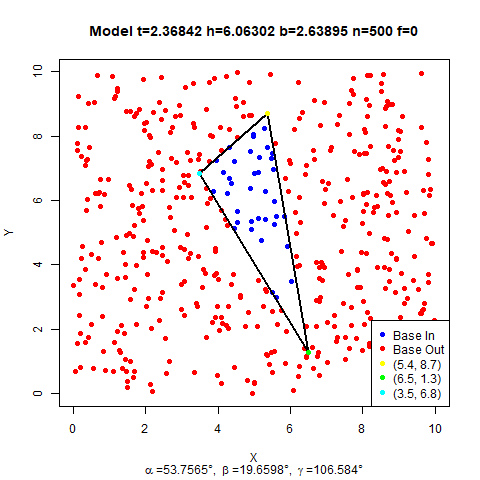 Model t=2.36842 h=6.06302 b=2.63895 n=500 f=0
10
8
6
4
2
0
Y
Base In
Base Out
(5.4, 8.7)
(6.5, 1.3)
(3.5, 6.8)
0 2 4 6 8 10
X
α=53.7565°, β=19.6598°, γ=106.584°